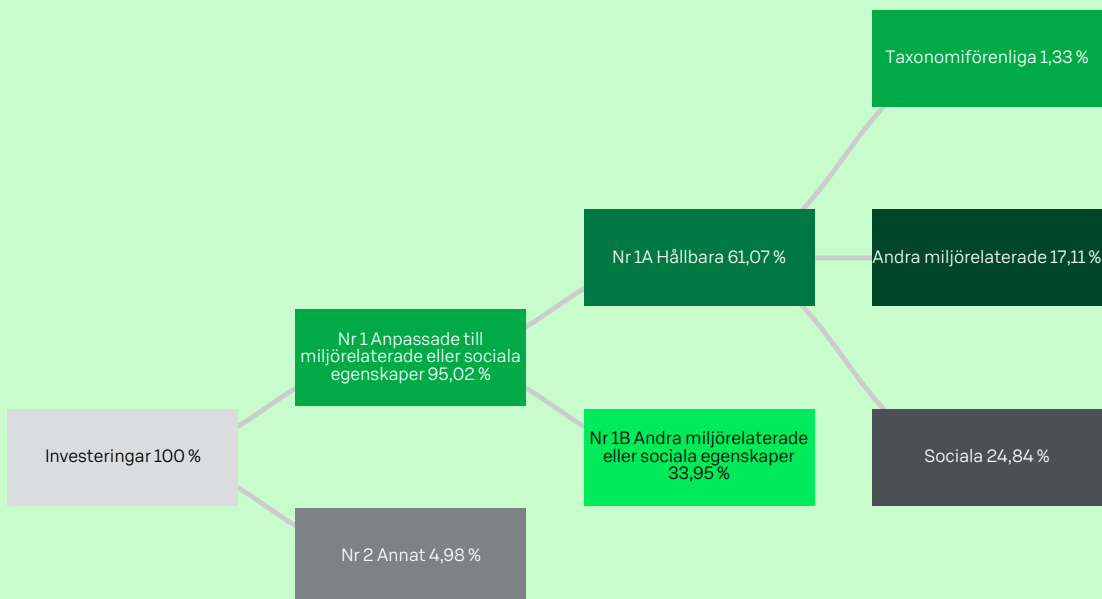 Taxonomiförenliga 1,33 %
Nr 1A Hållbara 61,07 %
Andra miljörelaterade 17,11 %
Nr 1 Anpassade till
miljörelaterade eller sociala
egenskaper 95,02 %
Investeringar 100 %
Nr 1B Andra miljörelaterade
eller sociala egenskaper
33,95 %
Sociala 24,84 %
Nr 2 Annat 4,98 %